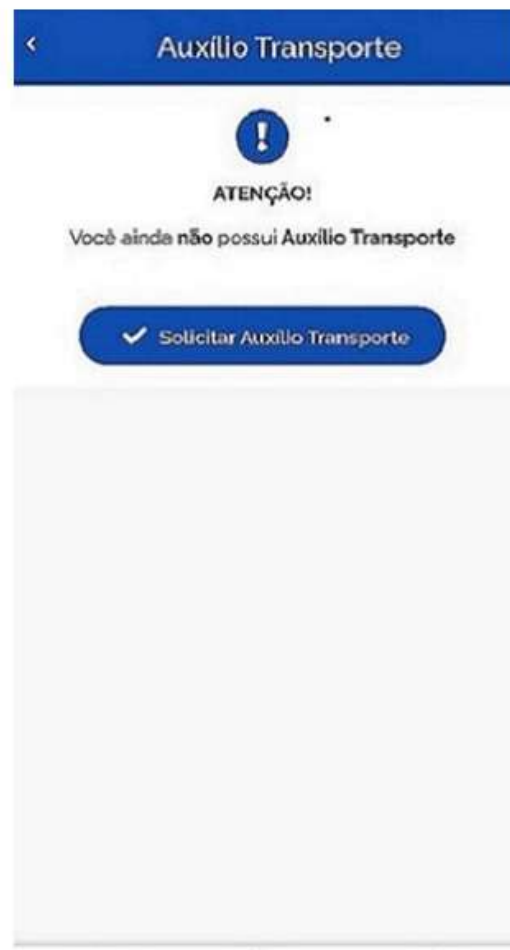 Auxílio Transporte
ATENÇÃO!
Você ainda não possui Auxílio Transporte
Solicitar Auxílio Transporte